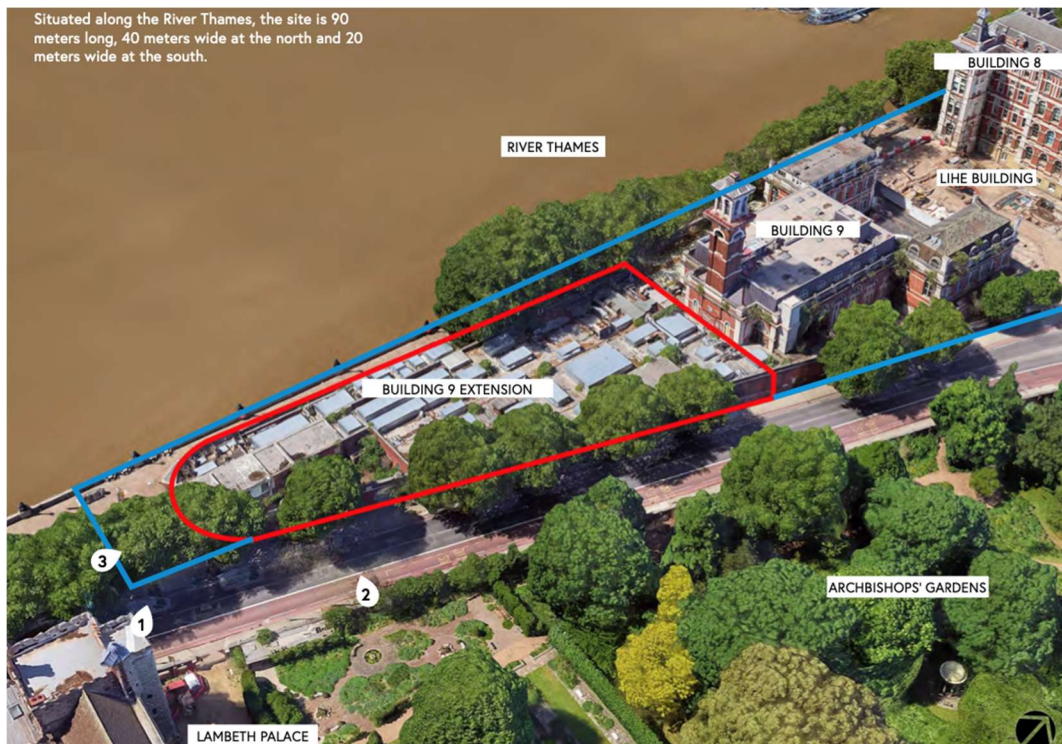 Situated along the River Thames, the site is 90
meters long, 40 meters wide at the north and 20
meters wide at the south.
BUILDING 8
RIVER THAMES
LIHE BUILDING
BUILDING 9
BUILDING 9 EXTENSION
3
2
1
ARCHBISHOPS' GARDENS
LAMBETH PALACE